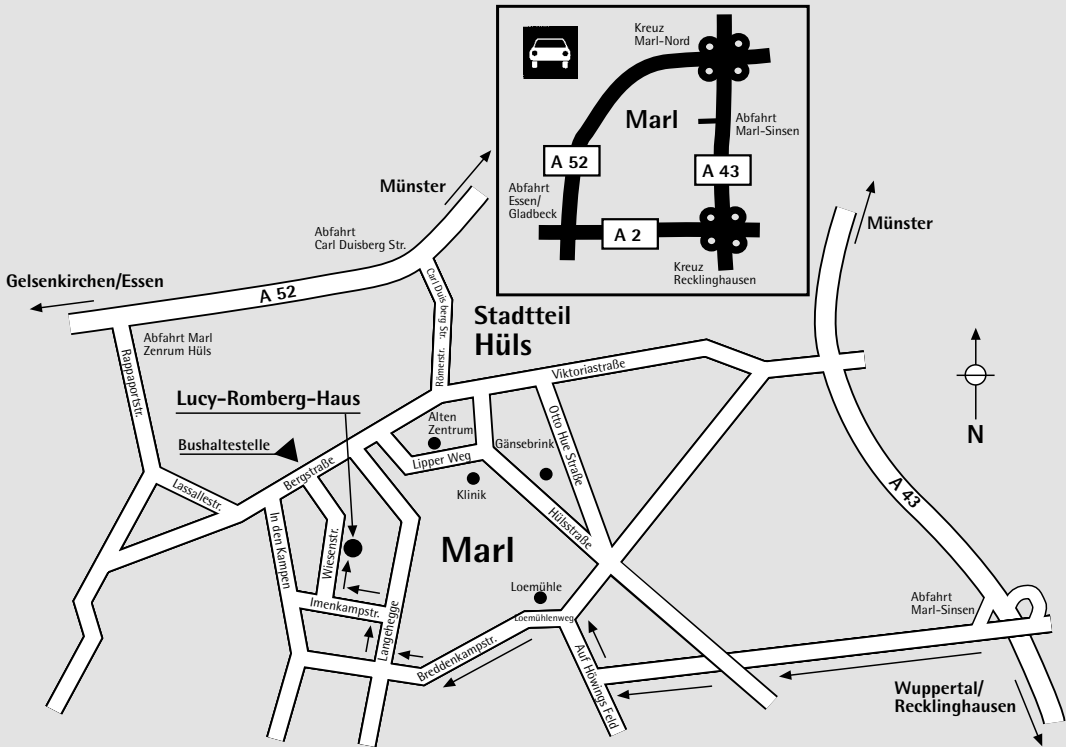 Kreuz
Marl-Nord
Marl
Abfahrt
Marl-Sinsen
A 52
A 43
Abfahrt
Essen/
Gladbeck
A 2
Kreuz
Recklinghausen
Münster
Abfahrt
Carl Duisberg Str.
Gelsenkirchen/Essen
A 52
Carl Duis berg Str.
Römerstr.
Münster
Stadtteil
Hüls
Abfahrt Marl
Zenrum Hüls
Rappaportstr.
Viktoriastraße
Lucy-Romberg-Haus
Alten
Zentrum
Otto Hue Straße
Gänsebrink
Bushaltestelle
Lipper Weg
Klinik
Bergstraße
Lassallestr.
N
A 43
Hülsstraße
In den Kampen
Wiesenstr.
Marl
Loemühle
Imenkampstr.
Langehegge
Loemühlenweg
Abfahrt
Marl-Sinsen
Breddenkampstr.
Auf Höwings Feld
Wuppertal/
Recklinghausen